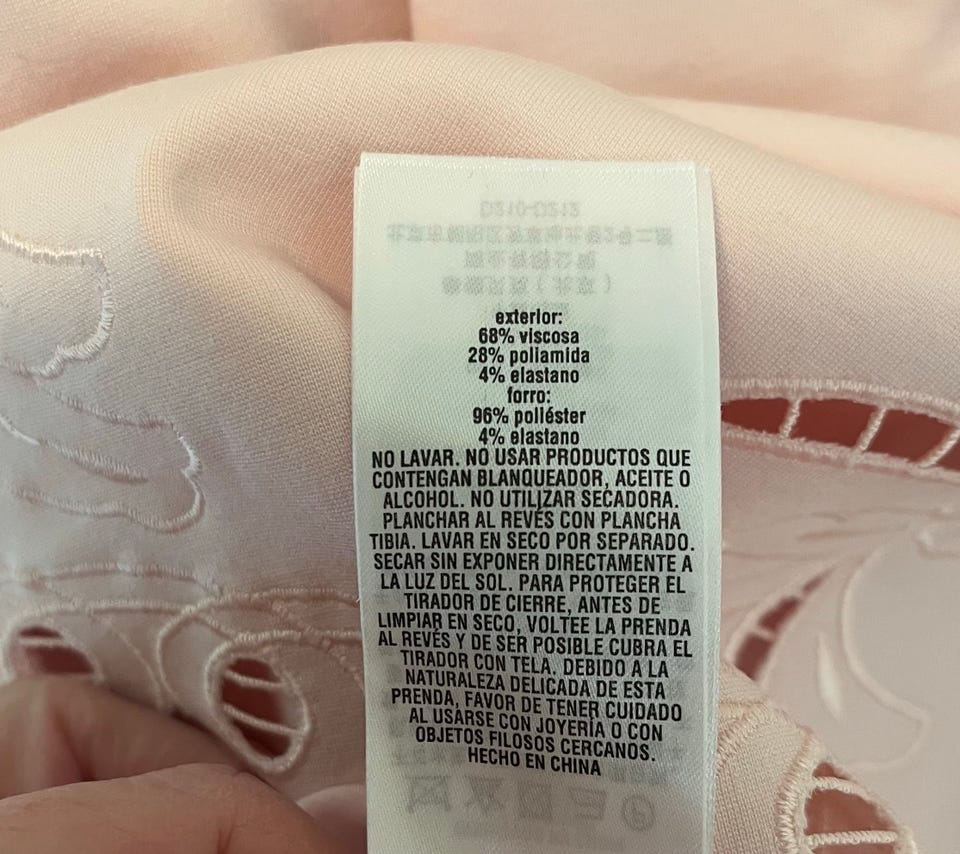 exterior:
68% viscosa
28% poliamida
4% elastano
forro:
96% poliéster
4% elastano
NO LAVAR. NO USAR PRODUCTOS QUE
CONTENGAN BLANQUEADOR, ACEITE O
ALCOHOL. NO UTILIZAR SECADORA.
PLANCHAR AL REVÉS CON PLANCHA
TIBIA. LAVAR EN SECO POR SEPARADO.
SECAR SIN EXPONER DIRECTAMENTE A
LA LUZ DEL SOL. PARA PROTEGER EL
TIRADOR DE CIERRE, ANTES DE
LIMPIAR EN SECO, VOLTEE LA PRENDA
AL REVÉS Y DE SER POSIBLE CUBRA EL
TIRADOR CON TELA. DEBIDO A LA
NATURALEZA DELICADA DE ESTA
PRENDA, FAVOR DE TENER CUIDADO
AL USARSE CON JOYERÍA O CON
OBJETOS FILOSOS CERCANOS.
HECHO EN CHINA